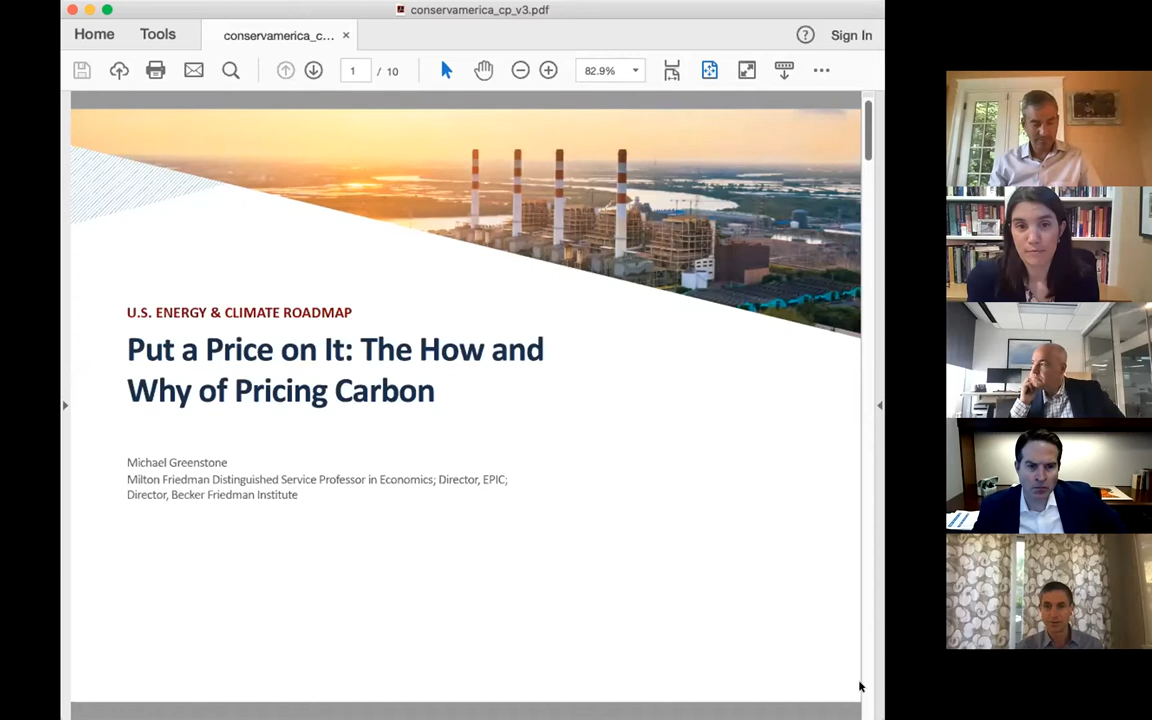 conservamerica_cp_v3.pdf
Home Tools conservamerica_c... × ? Sign In
1 / 10 82.9%
U.S. ENERGY & CLIMATE ROADMAP
Put a Price on It: The How and
Why of Pricing Carbon
Michael Greenstone
Milton Friedman Distinguished Service Professor in Economics; Director, EPIC;
Director, Becker Friedman Institute